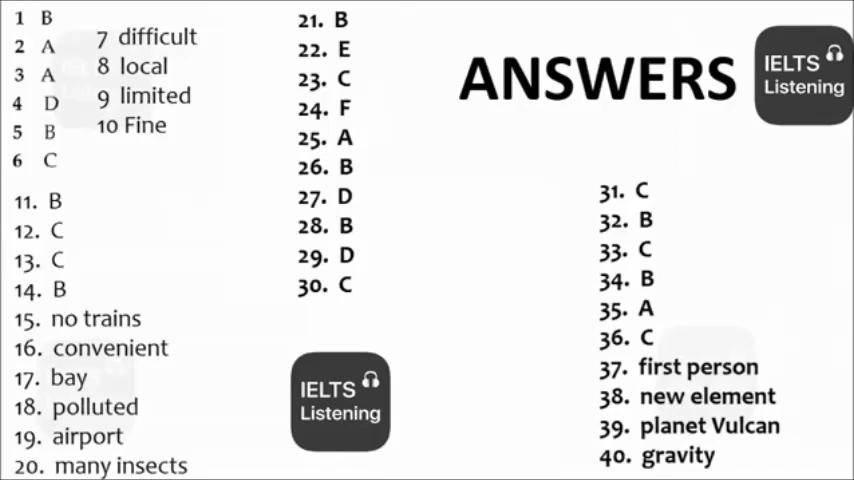 1 B
2 A
3 A
4 D
5 B
6 C
7 difficult
8 local
9 limited
10 Fine
11. B
12. C
13. C
14. B
15. no trains
16. convenient
17. bay
18. polluted
19. airport
20. many insects
21. B
22. E
23. C
24. F
25. A
26. B
27. D
28. B
29. D
30. C
IELTS
Listening
ANSWERS
IELTS
Listening
31. C
32. B
33. C
34. B
35. A
36. C
37. first person
38. new element
39. planet Vulcan
40. gravity